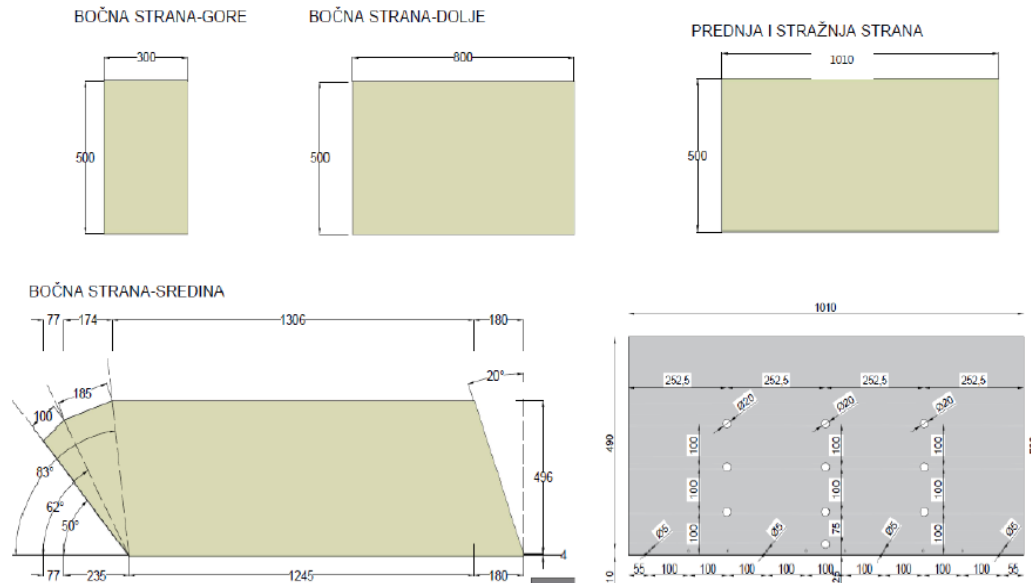 BOČNA STRANA-GORE
BOČNA STRANA-DOLJE
PREDNJA I STRAŽNJA STRANA
300
800
1010
500
500
500
BOČNA STRANA-SREDINA
77 174 1306 180
20°
185
100
83°
62°
50°
496
4
77 235 1245 180
1010
252,5 252,5 252,5 252,5
Ø20 Ø20 Ø20
490
100 100 100
100 100 100
100 75 100
Ø5 Ø5 Ø5 Ø5
10
55 100 100 100 100 100 100 100 100 100 55
25